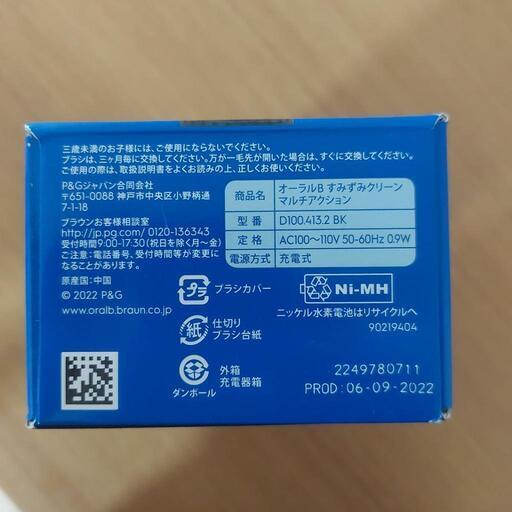 三歳未満のお子様には、ご使用にならないでください。
ブラシは、三ヶ月毎に交換してください。万が一毛先が開いた場合は、すぐに交換してください。
ご使用の際は、取扱説明書をよくお読みの上、正しくお使いください。
P&Gジャパン合同会社
〒651-0088 神戸市中央区小野柄通
7-1-18
ブラウンお客様相談室
http://jp.pg.com/ 0120-136343
受付時間9:00-17:30(祝日を除く月～金)
ご注意:電話番号、受付時間等が変更に
なることがあります。
原産国:中国
© 2022 P&G
www.oralb.braun.co.jp
商品名 オーラルB すみずみクリーン
マルチアクション
型 番 D100.413.2 BK
定 格 AC100～110V 50-60Hz 0.9W
電源方式 充電式
プラ ブラシカバー
紙 仕切り
ブラシ台紙
外箱
充電器箱
ダンボール
Ni-MH
ニッケル水素電池はリサイクルへ
90219404
2249780711
PROD: 06-09-2022